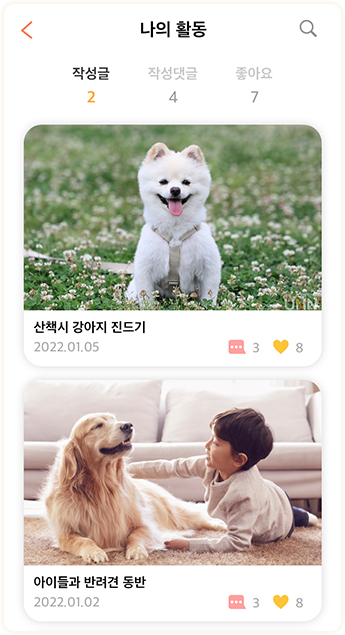 나의 활동
작성글 작성댓글 좋아요
2 4 7
산책시 강아지 진드기
2022.01.05 3 8
아이들과 반려견 동반
2022.01.02 3 8